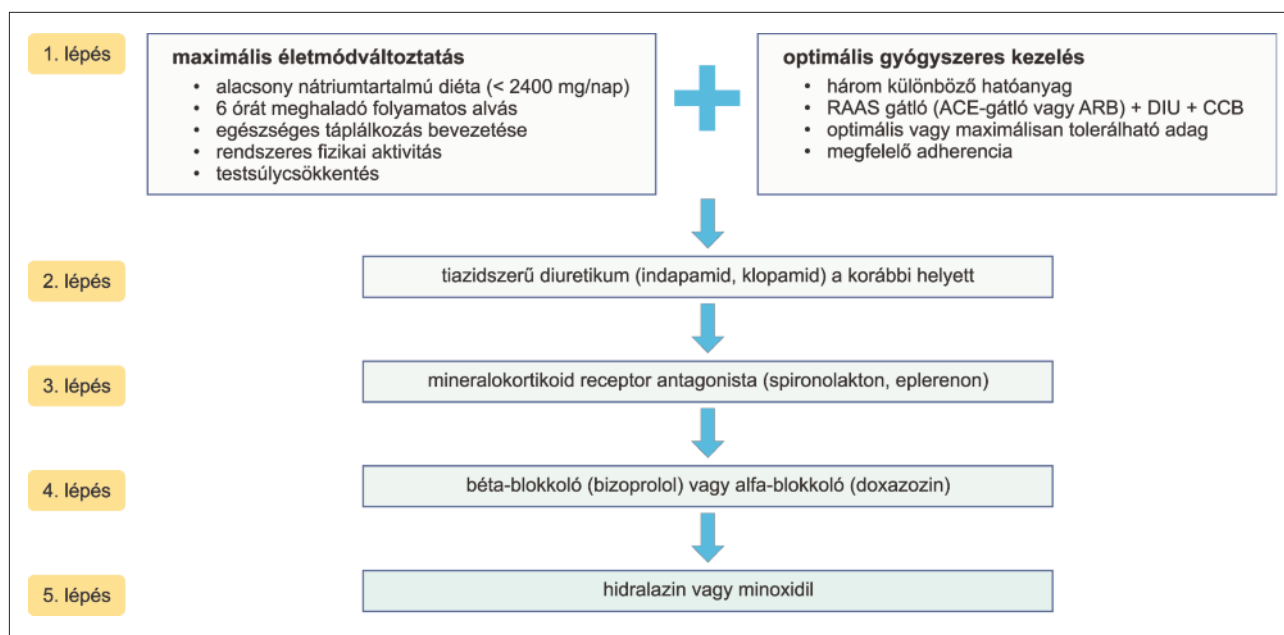 1. lépés
maximális életmódváltoztatás
• alacsony nátriumtartalmú diéta (< 2400 mg/nap)
• 6 órát meghaladó folyamatos alvás
• egészséges táplálkozás bevezetése
• rendszeres fizikai aktivitás
• testsúlycsökkentés
optimális gyógyszeres kezelés
• három különböző hatóanyag
• RAAS gátló (ACE-gátló vagy ARB) + DIU + CCB
• optimális vagy maximálisan tolerálható adag
• megfelelő adherencia
2. lépés
tiazidszerű diuretikum (indapamid, klopamid) a korábbi helyett
3. lépés
mineralokortikoid receptor antagonista (spironolakton, eplerenon)
4. lépés
béta-blokkoló (bizoprolol) vagy alfa-blokkoló (doxazozin)
5. lépés
hidralazin vagy minoxidil